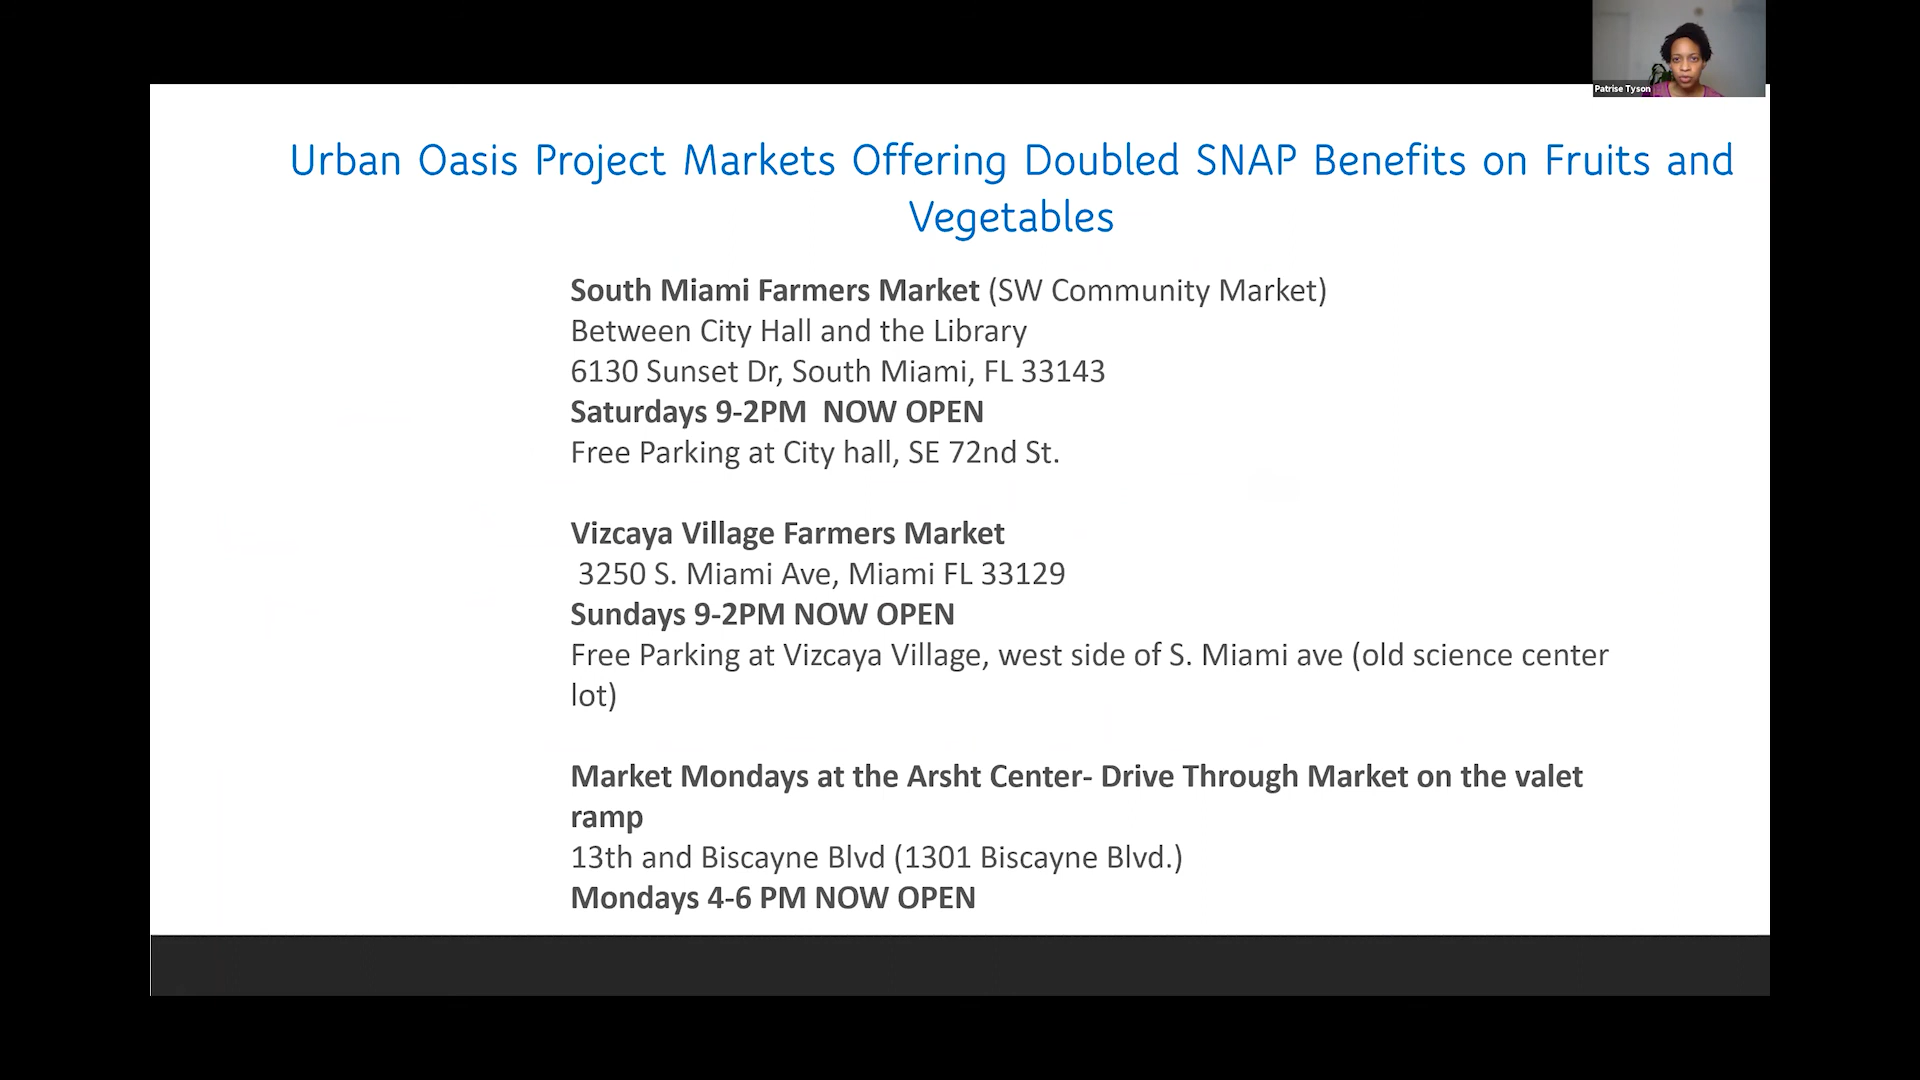 Patrise Tyson
Urban Oasis Project Markets Offering Doubled SNAP Benefits on Fruits and
Vegetables
South Miami Farmers Market (SW Community Market)
Between City Hall and the Library
6130 Sunset Dr, South Miami, FL 33143
Saturdays 9-2PM  NOW OPEN
Free Parking at City hall, SE 72nd St.
Vizcaya Village Farmers Market
3250 S. Miami Ave, Miami FL 33129
Sundays 9-2PM NOW OPEN
Free Parking at Vizcaya Village, west side of S. Miami ave (old science center
lot)
Market Mondays at the Arsht Center- Drive Through Market on the valet
ramp
13th and Biscayne Blvd (1301 Biscayne Blvd.)
Mondays 4-6 PM NOW OPEN